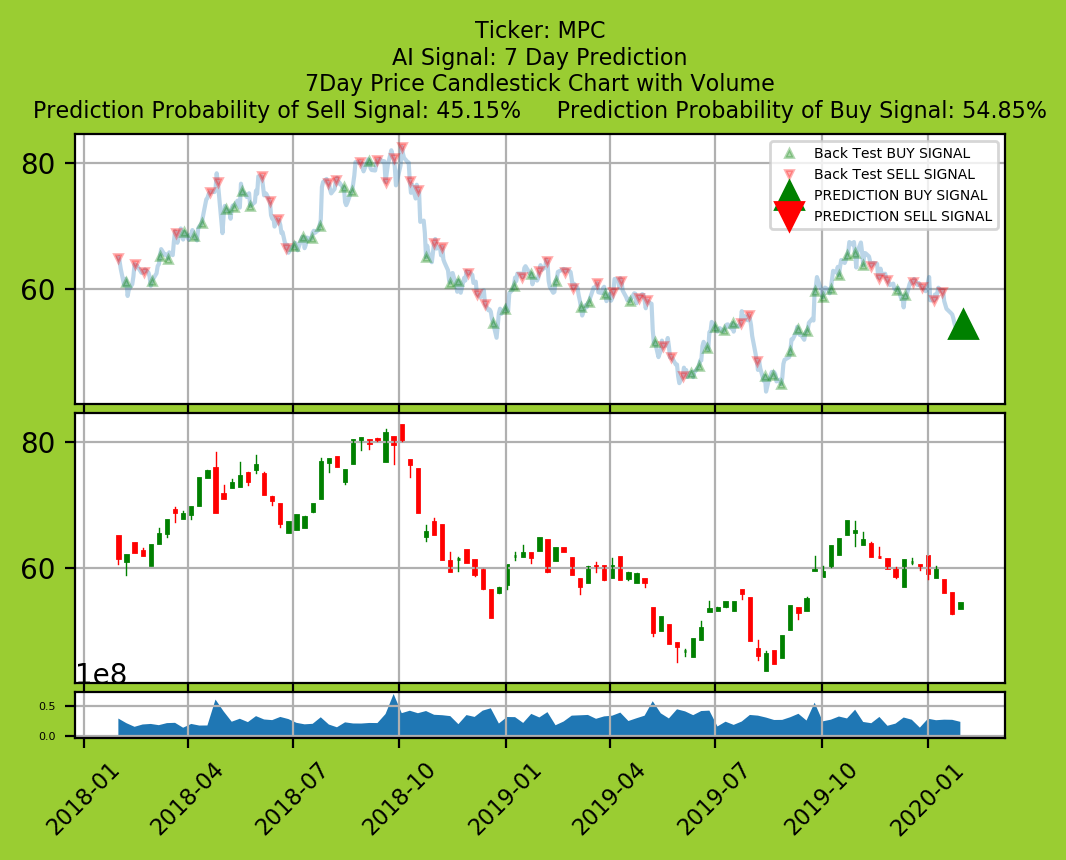 Ticker: MPC
AI Signal: 7 Day Prediction
7Day Price Candlestick Chart with Volume
Prediction Probability of Sell Signal: 45.15% Prediction Probability of Buy Signal: 54.85%
80
60
Back Test BUY SIGNAL
Back Test SELL SIGNAL
PREDICTION BUY SIGNAL
PREDICTION SELL SIGNAL
80
60
1e8
0.5
0.0
2018-01
2018-04
2018-07
2018-10
2019-01
2019-04
2019-07
2019-10
2020-01